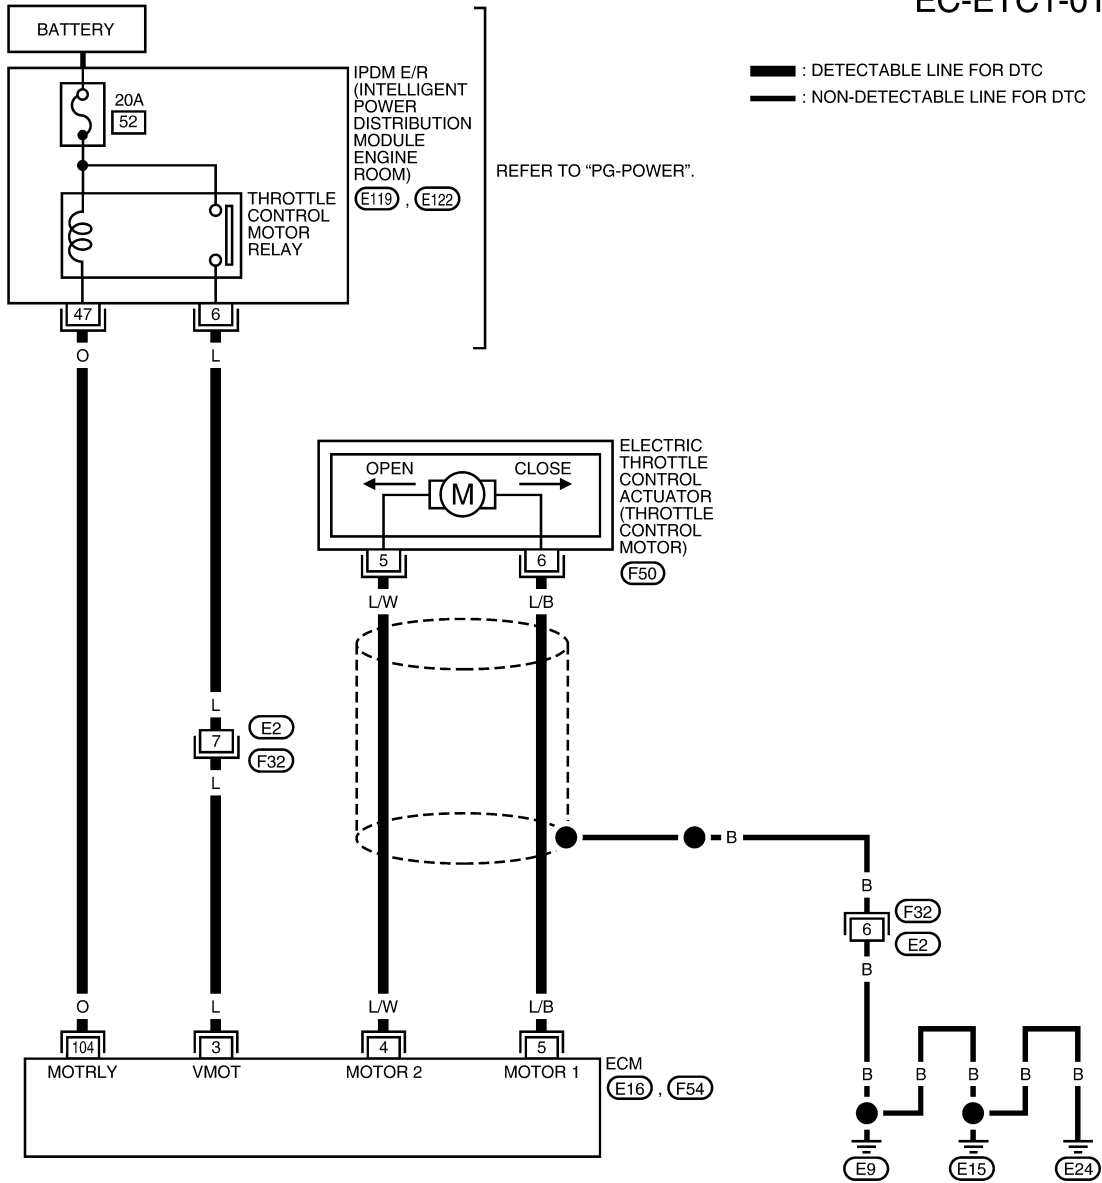 EC-ETC1-01
BATTERY
: DETECTABLE LINE FOR DTC
: NON-DETECTABLE LINE FOR DTC
20A
52
IPDM E/R
(INTELLIGENT
POWER
DISTRIBUTION
MODULE
ENGINE
ROOM)
E119 , E122
REFER TO “PG-POWER”.
THROTTLE
CONTROL
MOTOR
RELAY
47
6
O
L
ELECTRIC
THROTTLE
CONTROL
ACTUATOR
(THROTTLE
CONTROL
MOTOR)
F50
OPEN
M
CLOSE
5
6
L/W
L/B
L
7
E2
F32
L
B
B
6
F32
E2
B
O
L
L/W
L/B
104
3
4
5
MOTRLY
VMOT
MOTOR 2
MOTOR 1
ECM
E16 , F54
B
B
B
B
B
E9
E15
E24